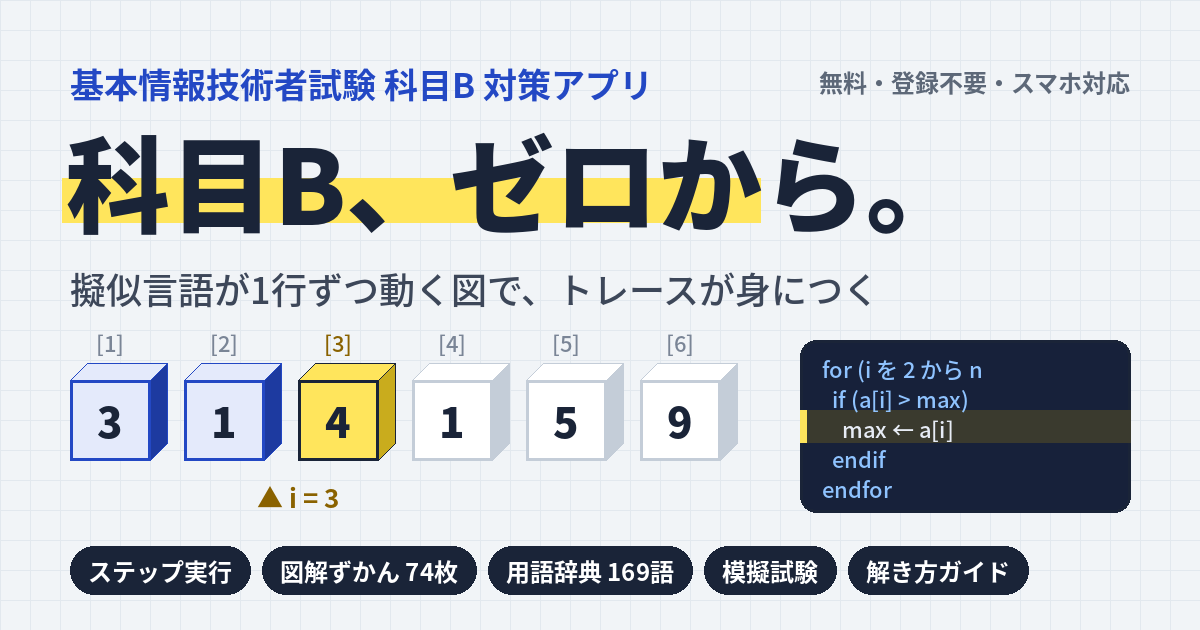 基本情報技術者試験 科目B 対策アプリ
無料・登録不要・スマホ対応
科目B、ゼロから。
擬似言語が1行ずつ動く図で、トレースが身につく
[1] [2] [3] [4] [5] [6]
3 1 4 1 5 9
▲ i = 3
for (i を 2 から n
if (a[i] > max)
max ← a[i]
endif
endfor
ステップ実行 図解ずかん 74枚 用語辞典 169語 模擬試験 解き方ガイド